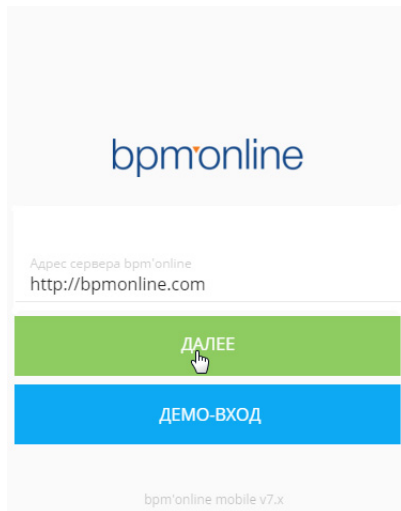 bpm'online
Адрес сервера bpm'online
http://bpmonline.com
ДАЛЕЕ
ДЕМО-ВХОД
bpm'online mobile v7.x